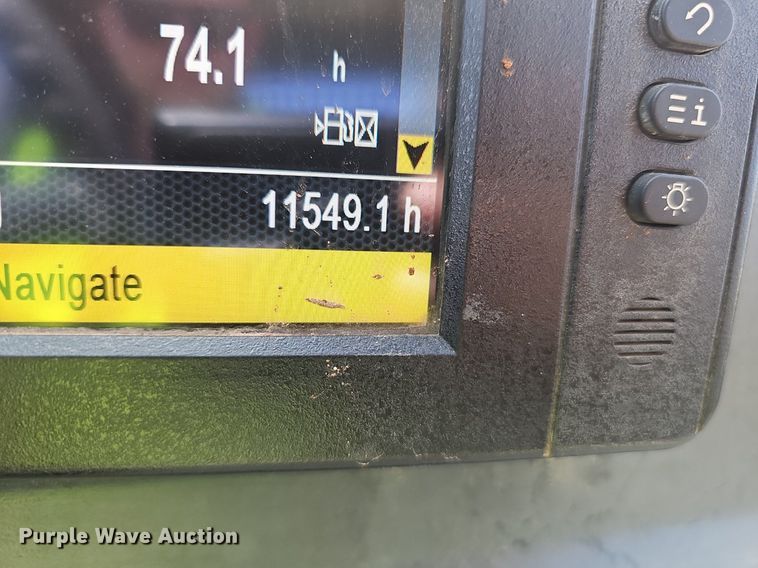 74.1 h
11549.1 h
Navigate
i
Purple Wave Auction